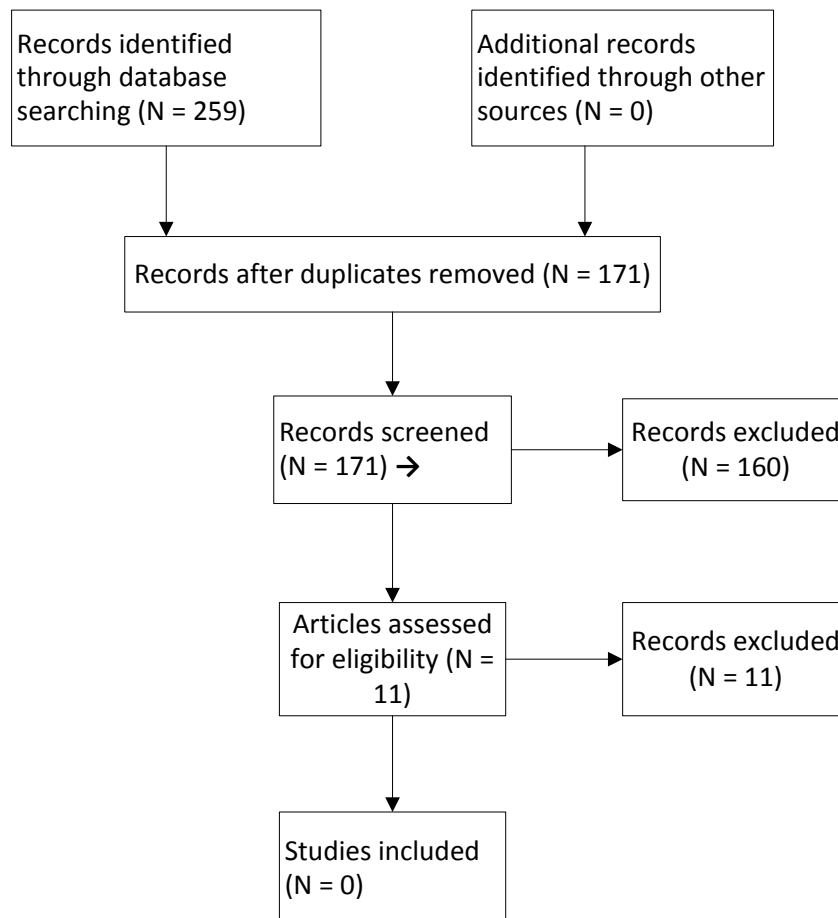 Records identified
through database
searching (N = 259)
Additional records
identified through other
sources (N = 0)
Records after duplicates removed (N = 171)
Records screened
(N = 171) →
Records excluded
(N = 160)
Articles assessed
for eligibility (N =
11)
Records excluded
(N = 11)
Studies included
(N = 0)